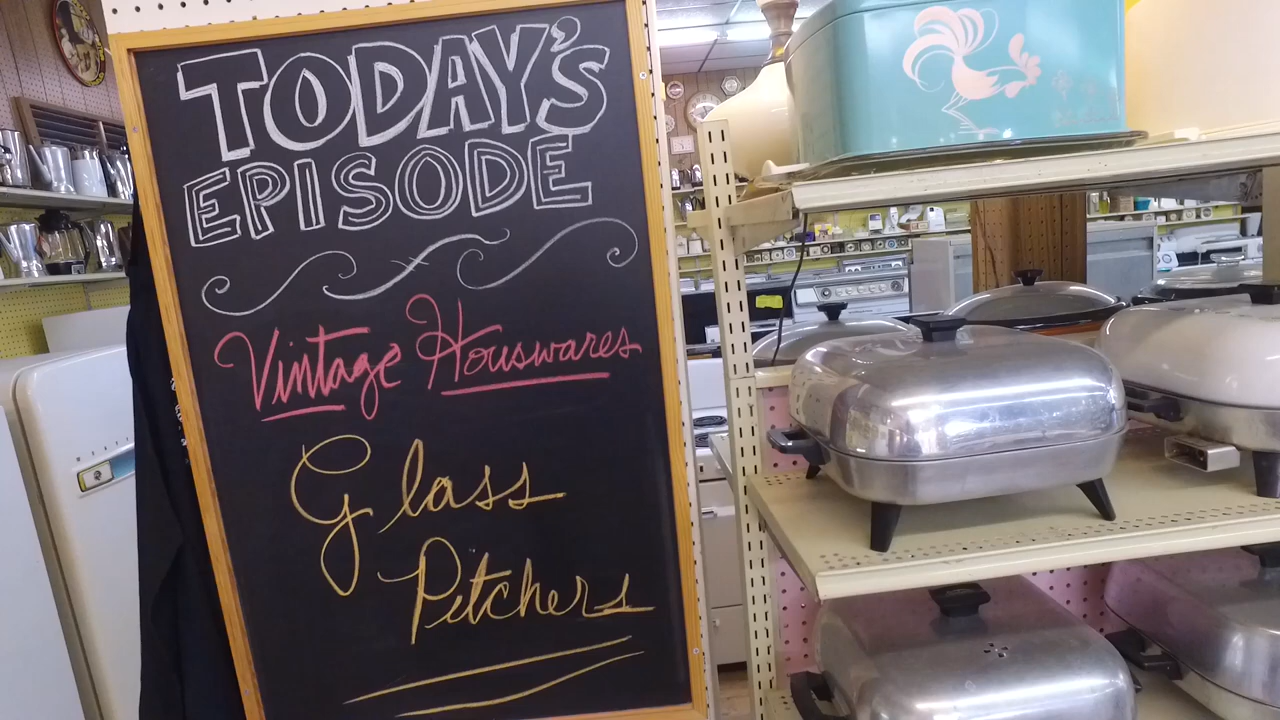 TODAY'S
EPISODE
Vintage Houswares
Glass
Pitchers